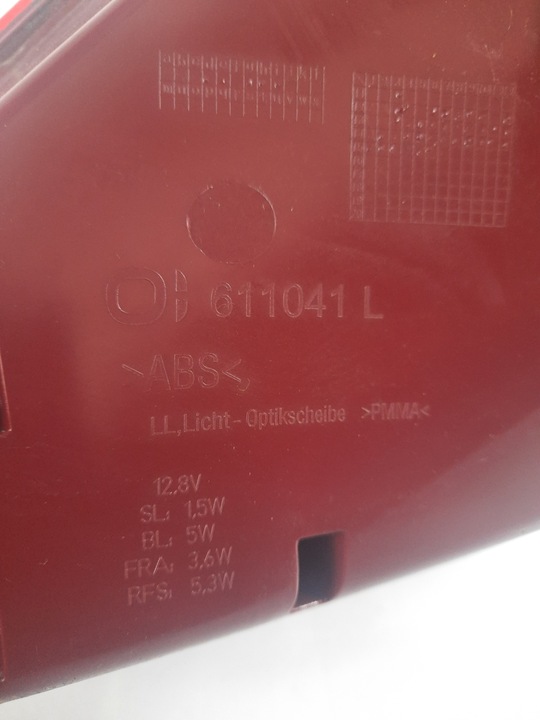 611041 L
>ABS<,
LL,Licht-Optikscheibe >PMMA<
12,8V
SL: 1,5W
BL: 5W
FRA: 3,6W
RFS: 5,3W